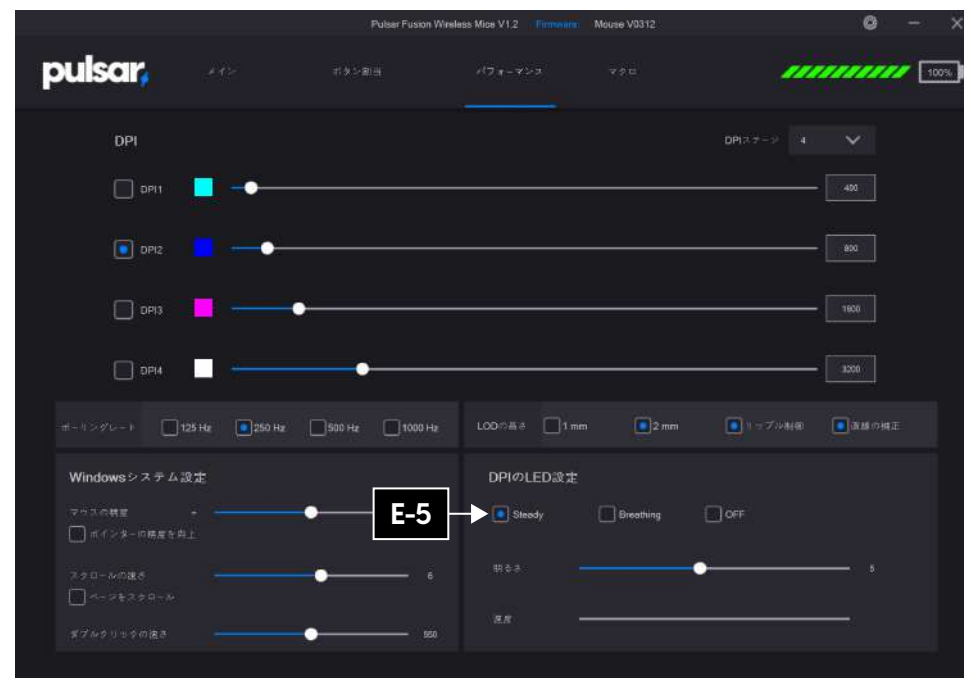 Pulsar Fusion Wireless Mice V1.2 Firmware: Mouse V0312
pulsar
メイン ボタン割当 パフォーマンス マクロ 100%
DPI DPIステージ 4
DPI1 400
DPI2 800
DPI3 1600
DPI4 3200
ポーリングレート 125 Hz 250 Hz 500 Hz 1000 Hz
LODの高さ 1 mm 2 mm リップル制御 直線の補正
Windowsシステム設定
マウスの精度 -
ポインターの精度を向上
スクロールの速さ 6
ページをスクロール
ダブルクリックの速さ 550
DPIのLED設定
E-5
Steady Breathing OFF
明るさ 5
速度